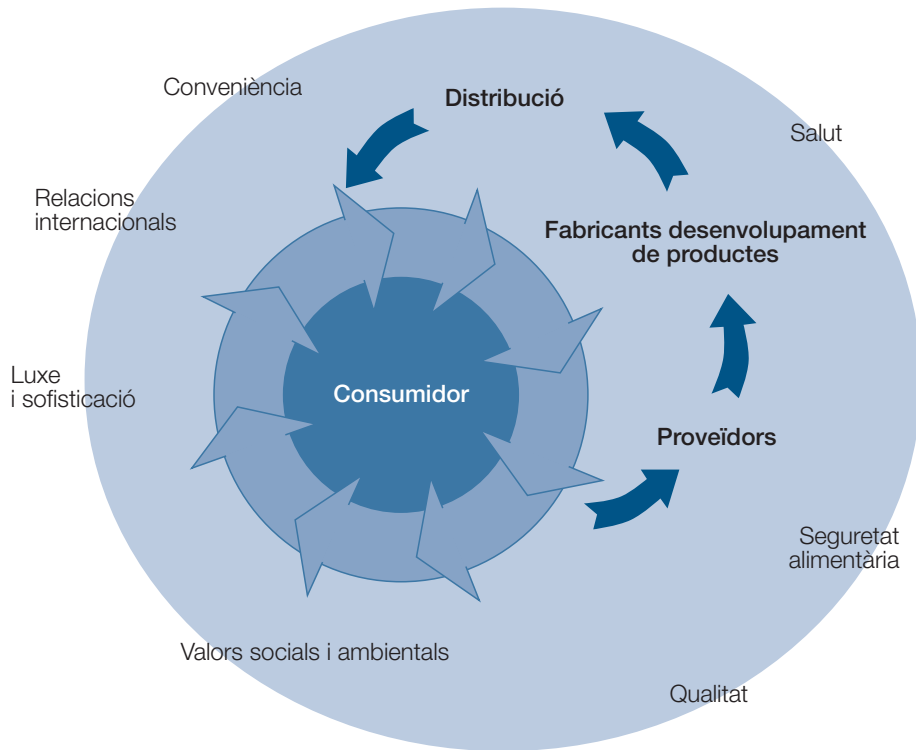 Conveniència
Distribució
Salut
Relacions
internacionals
Fabricants desenvolupament
de productes
Luxe
i sofisticació
Consumidor
Proveïdors
Seguretat
alimentària
Valors socials i ambientals
Qualitat